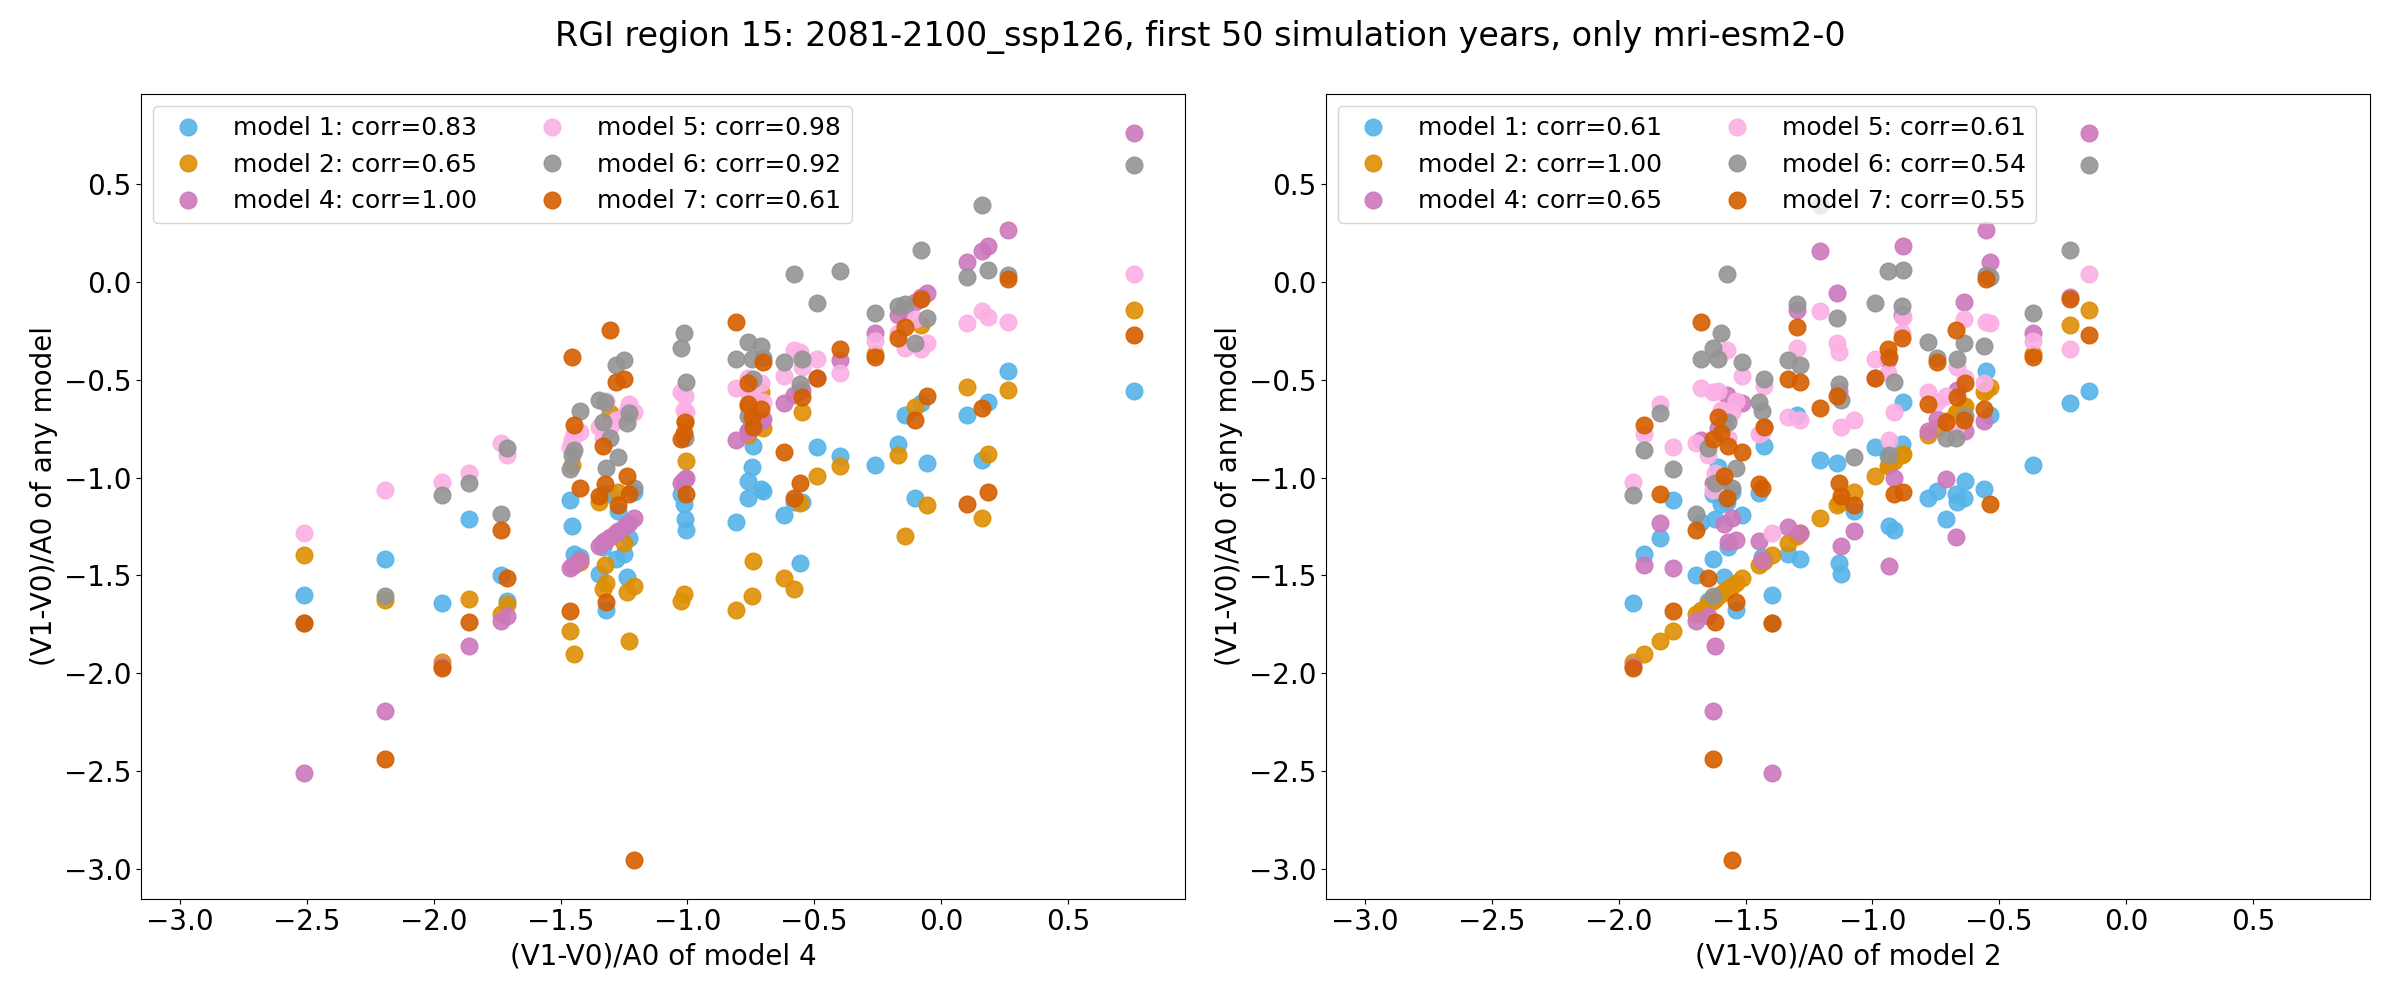 RGI region 15: 2081-2100_ssp126, first 50 simulation years, only mri-esm2-0
model 1: corr=0.83
model 2: corr=0.65
model 4: corr=1.00
model 5: corr=0.98
model 6: corr=0.92
model 7: corr=0.61
(V1-V0)/A0 of any model
0.5
0.0
−0.5
−1.0
−1.5
−2.0
−2.5
−3.0
−3.0 −2.5 −2.0 −1.5 −1.0 −0.5 0.0 0.5
(V1-V0)/A0 of model 4
model 1: corr=0.61
model 2: corr=1.00
model 4: corr=0.65
model 5: corr=0.61
model 6: corr=0.54
model 7: corr=0.55
(V1-V0)/A0 of any model
0.5
0.0
−0.5
−1.0
−1.5
−2.0
−2.5
−3.0
−3.0 −2.5 −2.0 −1.5 −1.0 −0.5 0.0 0.5
(V1-V0)/A0 of model 2